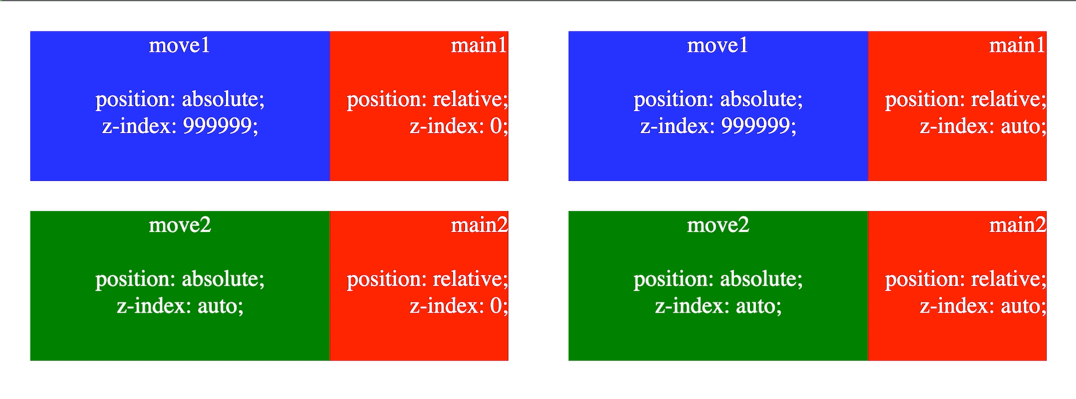 move1
position: absolute;
z-index: 999999;
main1
position: relative;
z-index: 0;
move1
position: absolute;
z-index: 999999;
main1
position: relative;
z-index: auto;
move2
position: absolute;
z-index: auto;
main2
position: relative;
z-index: 0;
move2
position: absolute;
z-index: auto;
main2
position: relative;
z-index: auto;